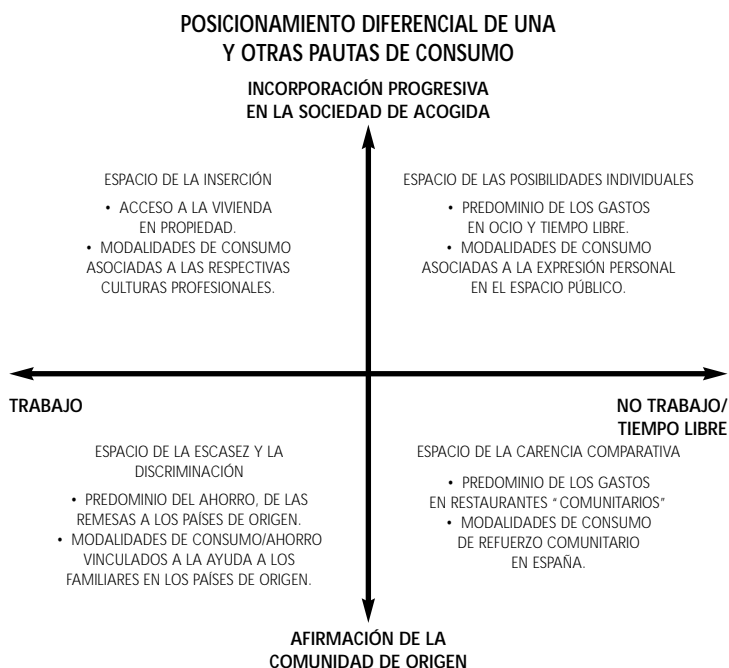 POSICIONAMIENTO DIFERENCIAL DE UNA
Y OTRAS PAUTAS DE CONSUMO
INCORPORACIÓN PROGRESIVA
EN LA SOCIEDAD DE ACOGIDA
ESPACIO DE LA INSERCIÓN
• ACCESO A LA VIVIENDA
EN PROPIEDAD.
• MODALIDADES DE CONSUMO
ASOCIADAS A LAS RESPECTIVAS
CULTURAS PROFESIONALES.
ESPACIO DE LAS POSIBILIDADES INDIVIDUALES
• PREDOMINIO DE LOS GASTOS
EN OCIO Y TIEMPO LIBRE.
• MODALIDADES DE CONSUMO
ASOCIADAS A LA EXPRESIÓN PERSONAL
EN EL ESPACIO PÚBLICO.
TRABAJO
NO TRABAJO/
TIEMPO LIBRE
ESPACIO DE LA ESCASEZ Y LA
DISCRIMINACIÓN
• PREDOMINIO DEL AHORRO, DE LAS
REMESAS A LOS PAÍSES DE ORIGEN.
• MODALIDADES DE CONSUMO/AHORRO
VINCULADOS A LA AYUDA A LOS
FAMILIARES EN LOS PAÍSES DE ORIGEN.
ESPACIO DE LA CARENCIA COMPARATIVA
• PREDOMINIO DE LOS GASTOS
EN RESTAURANTES “COMUNITARIOS”
• MODALIDADES DE CONSUMO
DE REFUERZO COMUNITARIO
EN ESPAÑA.
AFIRMACIÓN DE LA
COMUNIDAD DE ORIGEN